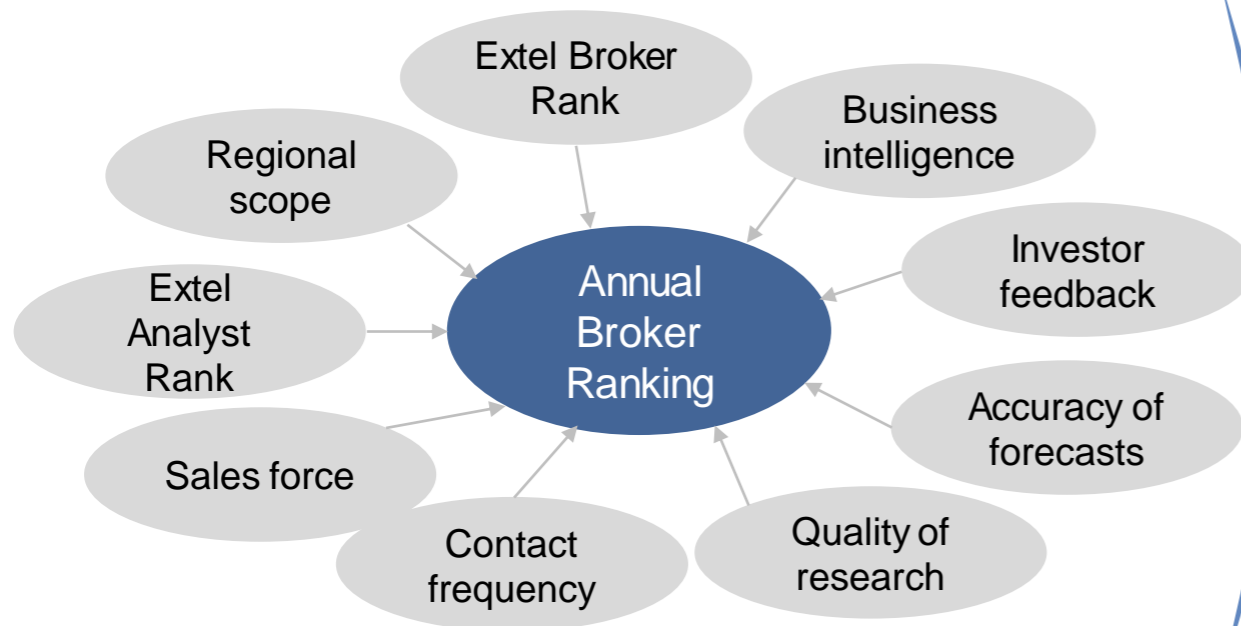 Extel Broker
Rank
Business
intelligence
Regional
scope
Investor
feedback
Annual
Broker
Ranking
Extel
Analyst
Rank
Accuracy of
forecasts
Sales force
Quality of
research
Contact
frequency